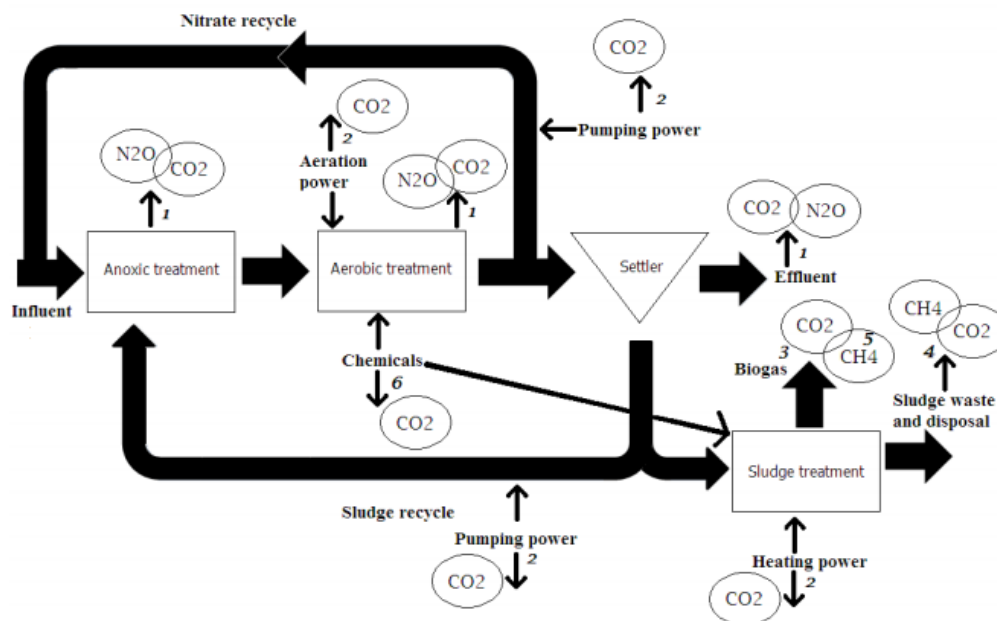 Nitrate recycle
CO2
2
Pumping power
CO2
2
Aeration
power
N2O
CO2
1
N2O
CO2
1
CO2
N2O
1
Effluent
Anoxic treatment
Aerobic treatment
Settler
Influent
Chemicals
6
CO2
CO2
5
CH4
3
Biogas
CH4
CO2
4
Sludge waste
and disposal
Sludge treatment
Sludge recycle
Pumping power
2
CO2
Heating power
2
CO2